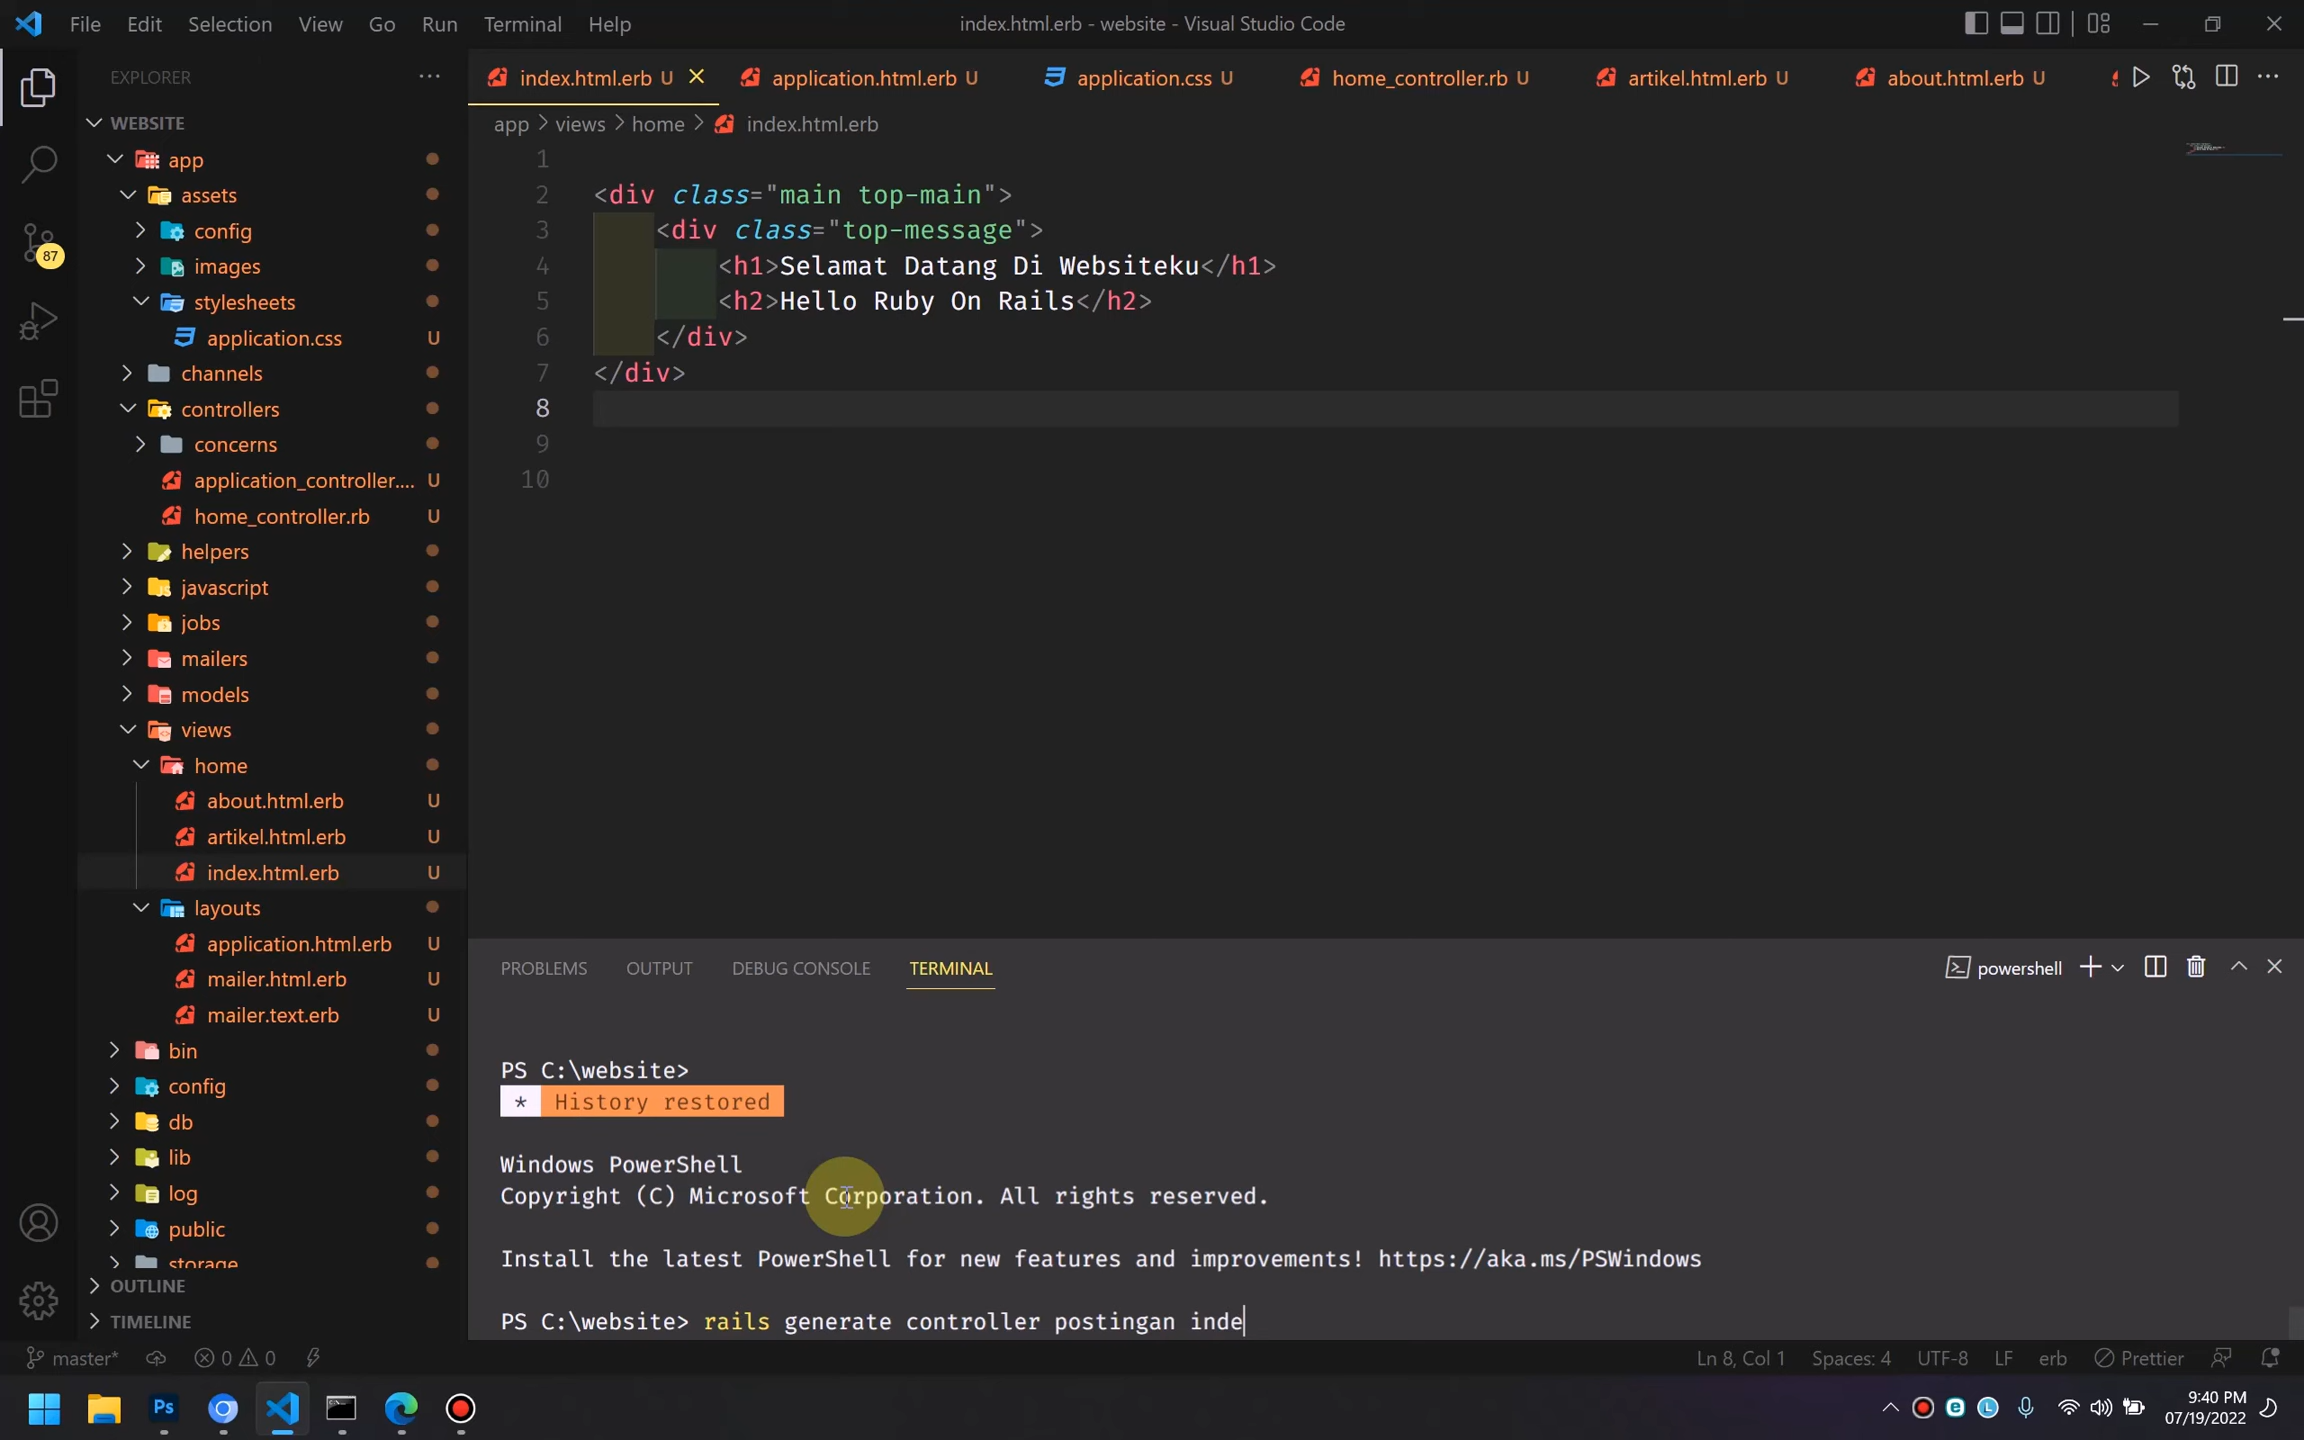 File Edit Selection View Go Run Terminal Help
index.html.erb - website - Visual Studio Code
EXPLORER
WEBSITE
app
assets
config
images
stylesheets
application.css U
channels
controllers
concerns
application_controller.... U
home_controller.rb U
helpers
javascript
jobs
mailers
models
views
home
about.html.erb U
artikel.html.erb U
index.html.erb U
layouts
application.html.erb U
mailer.html.erb U
mailer.text.erb U
bin
config
db
lib
log
public
storage
OUTLINE
TIMELINE
87
index.html.erb U application.html.erb U application.css U home_controller.rb U artikel.html.erb U about.html.erb U
app > views > home > index.html.erb
1
2 <div class="main top-main">
3 <div class="top-message">
4 <h1>Selamat Datang Di Websiteku</h1>
5 <h2>Hello Ruby On Rails</h2>
6 </div>
7 </div>
8
9
10
PROBLEMS OUTPUT DEBUG CONSOLE TERMINAL
powershell
PS C:\website>
* History restored
Windows PowerShell
Copyright (C) Microsoft Corporation. All rights reserved.
Install the latest PowerShell for new features and improvements! https://aka.ms/PSWindows
PS C:\website> rails generate controller postingan inde
master* 0 0
Ln 8, Col 1 Spaces: 4 UTF-8 LF erb Prettier
Ps
9:40 PM
07/19/2022